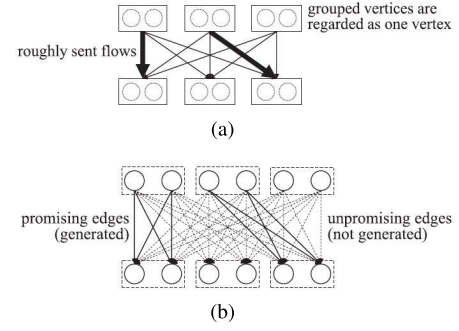 grouped vertices are
regarded as one vertex
roughly sent flows
(a)
promising edges
(generated)
unpromising edges
(not generated)
(b)